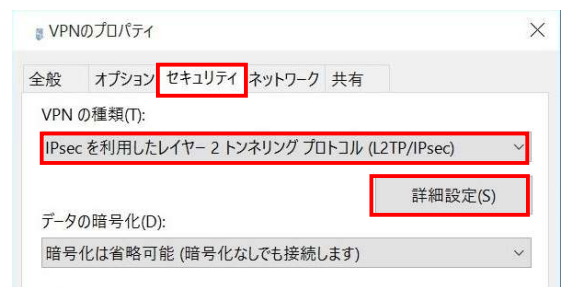 VPNのプロパティ
全般 オプション セキュリティ ネットワーク 共有
VPN の種類(T):
IPsec を利用したレイヤー 2 トンネリング プロトコル (L2TP/IPsec)
詳細設定(S)
データの暗号化(D):
暗号化は省略可能 (暗号化なしでも接続します)